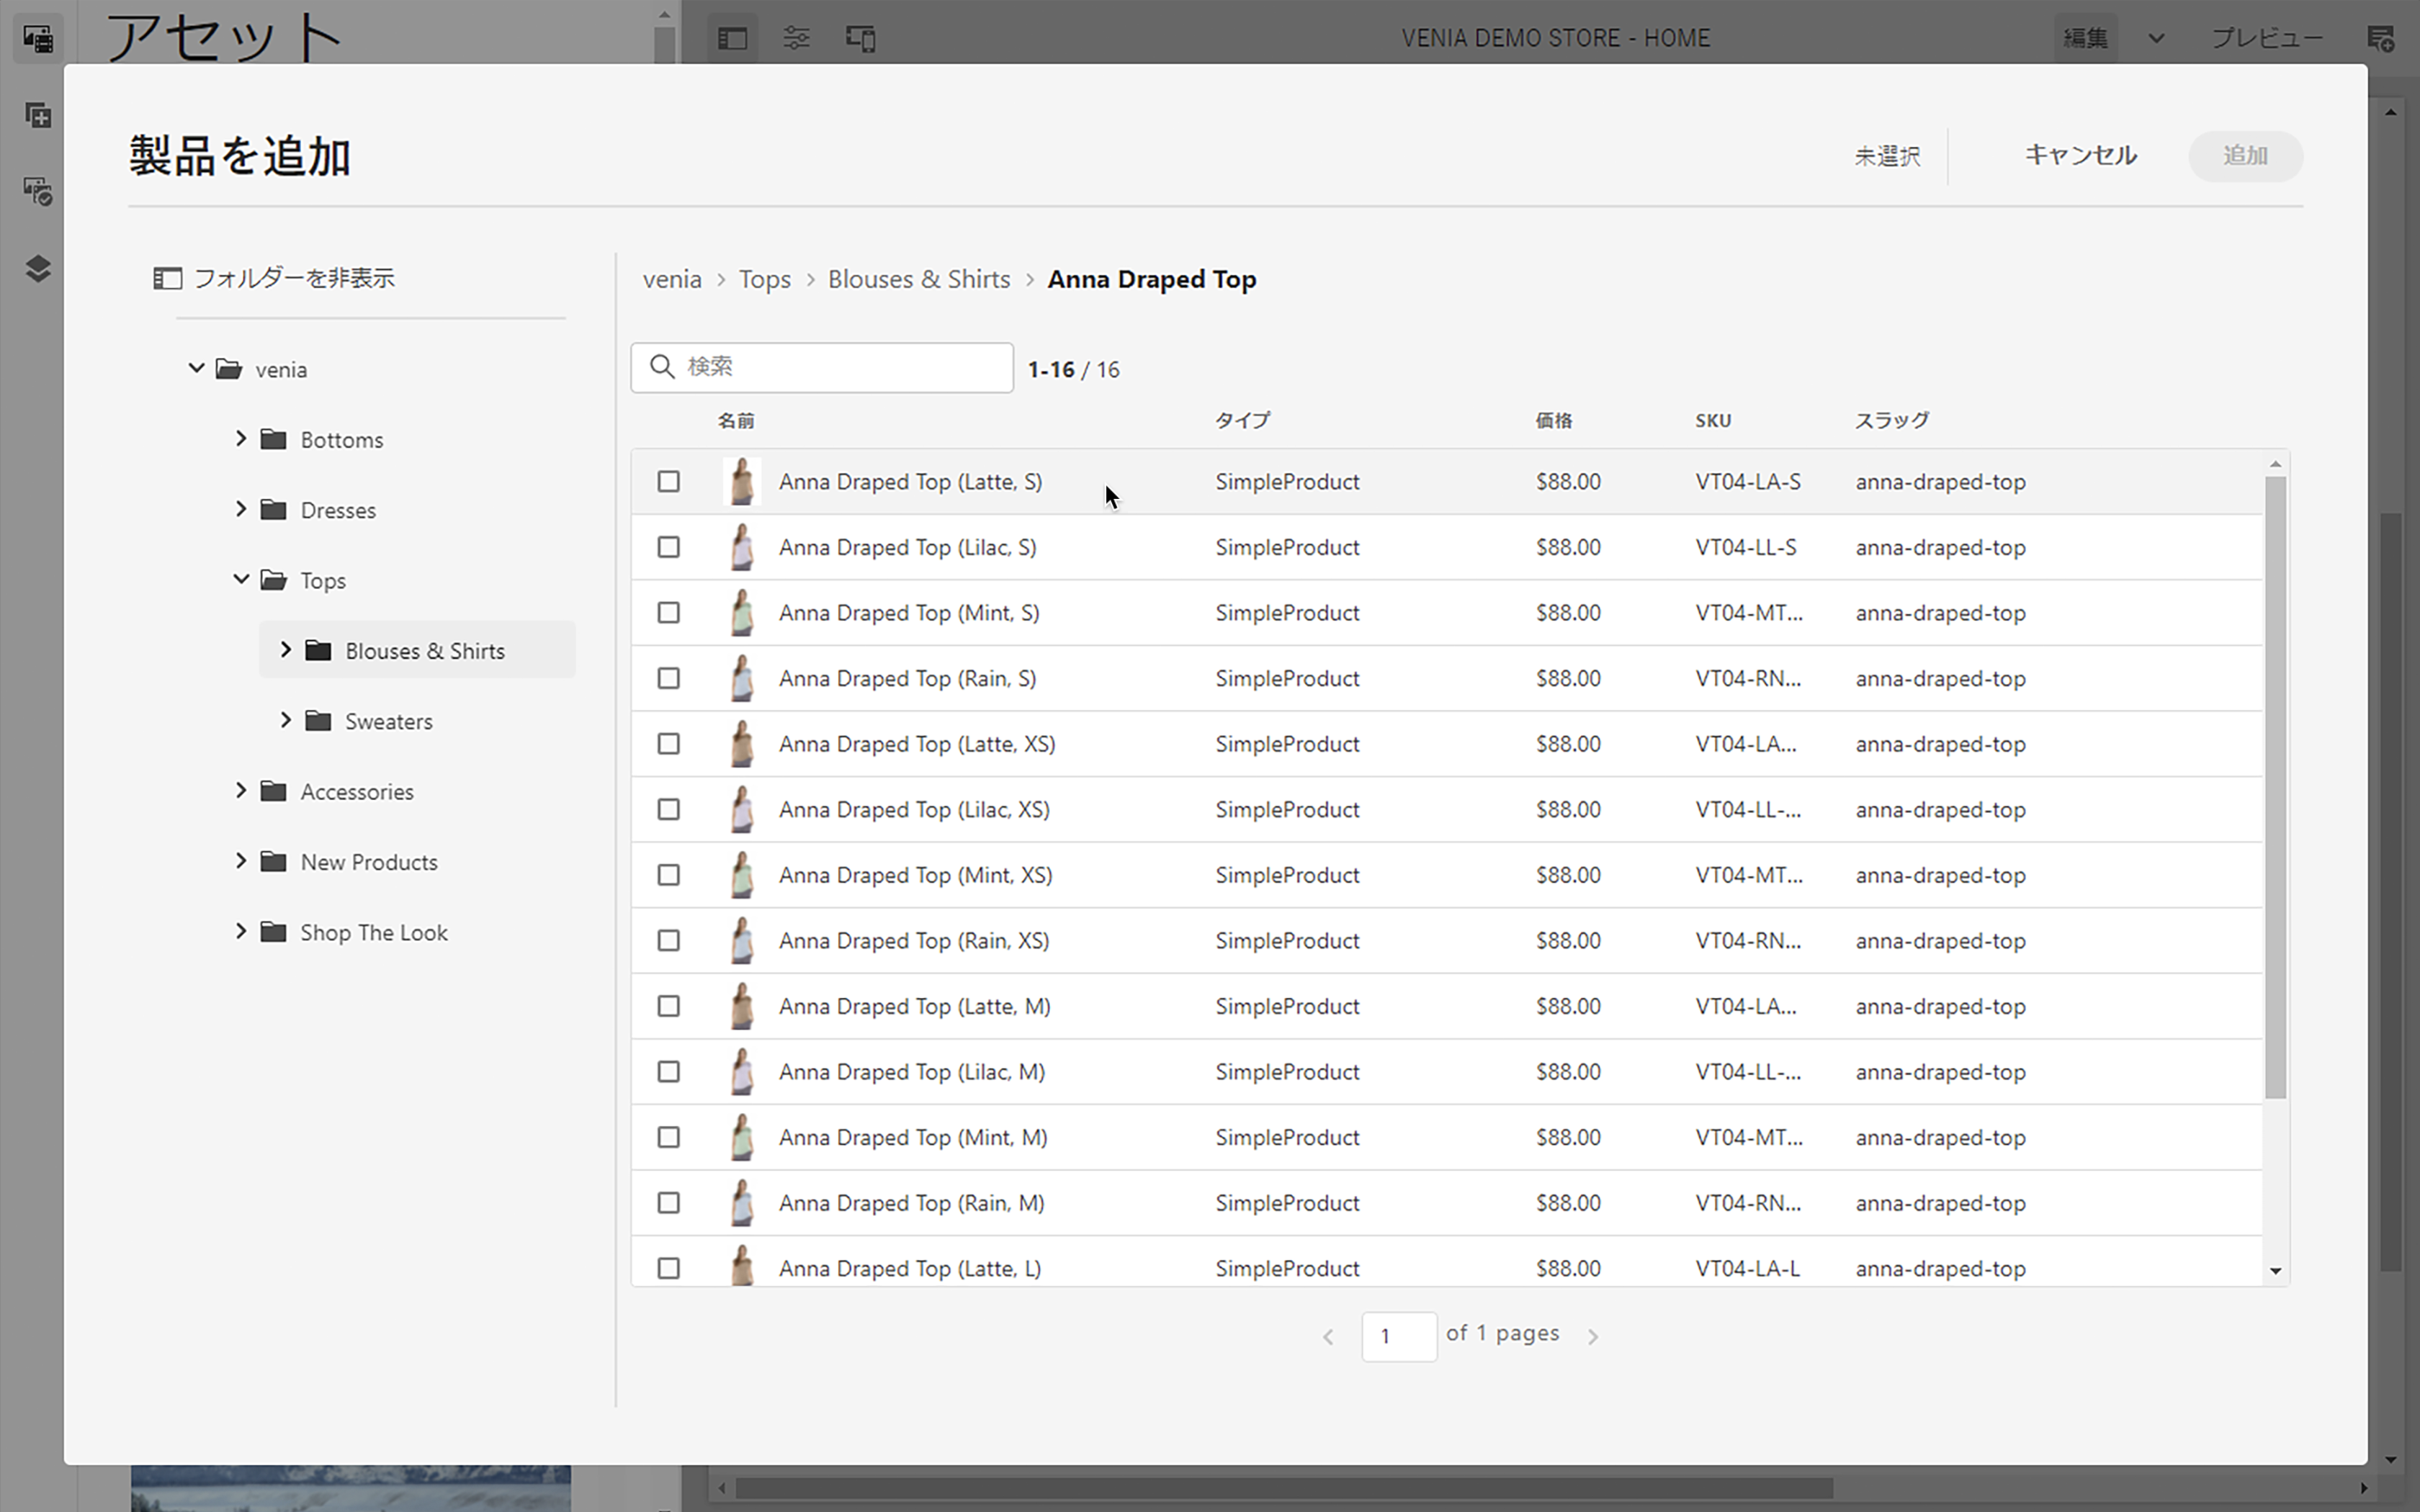 アセット
VENIA DEMO STORE - HOME
編集
プレビュー
製品を追加
未選択
キャンセル
追加
フォルダーを非表示
venia
Bottoms
Dresses
Tops
Blouses & Shirts
Sweaters
Accessories
New Products
Shop The Look
venia › Tops › Blouses & Shirts › Anna Draped Top
検索
1-16 / 16
名前 タイプ 価格 SKU スラッグ
Anna Draped Top (Latte, S) SimpleProduct $88.00 VT04-LA-S anna-draped-top
Anna Draped Top (Lilac, S) SimpleProduct $88.00 VT04-LL-S anna-draped-top
Anna Draped Top (Mint, S) SimpleProduct $88.00 VT04-MT... anna-draped-top
Anna Draped Top (Rain, S) SimpleProduct $88.00 VT04-RN... anna-draped-top
Anna Draped Top (Latte, XS) SimpleProduct $88.00 VT04-LA... anna-draped-top
Anna Draped Top (Lilac, XS) SimpleProduct $88.00 VT04-LL-... anna-draped-top
Anna Draped Top (Mint, XS) SimpleProduct $88.00 VT04-MT... anna-draped-top
Anna Draped Top (Rain, XS) SimpleProduct $88.00 VT04-RN... anna-draped-top
Anna Draped Top (Latte, M) SimpleProduct $88.00 VT04-LA... anna-draped-top
Anna Draped Top (Lilac, M) SimpleProduct $88.00 VT04-LL-... anna-draped-top
Anna Draped Top (Mint, M) SimpleProduct $88.00 VT04-MT... anna-draped-top
Anna Draped Top (Rain, M) SimpleProduct $88.00 VT04-RN... anna-draped-top
Anna Draped Top (Latte, L) SimpleProduct $88.00 VT04-LA-L anna-draped-top
1 of 1 pages